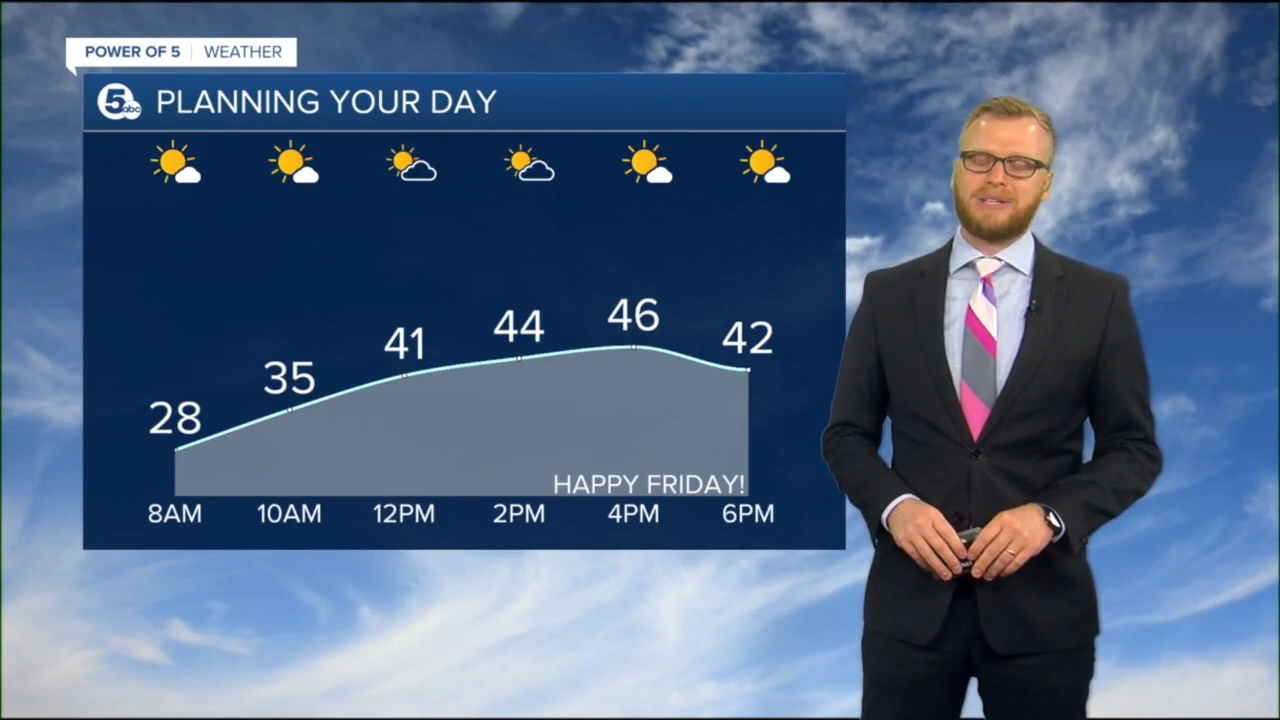 POWER OF 5 | WEATHER
5 abc PLANNING YOUR DAY
28 35 41 44 46 42
HAPPY FRIDAY!
8AM 10AM 12PM 2PM 4PM 6PM